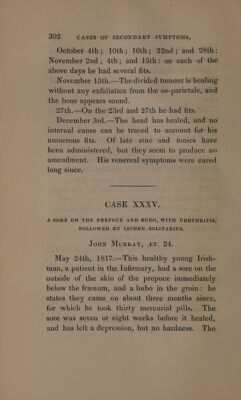 302 CASES OF SECONDARY SYMPTOMS,
October 4th; 10th; 16th; 22nd; and 28th:
November 2nd; 4th; and 15th: on each of the
above days he had several fits.
November 15th.—The divided tumour is healing
without any exfoliation from the os-parietale, and
the bone appears sound.
27th.—On the 23rd and 27th he had fits.
December 3rd.—The head has healed, and no
internal cause can be traced to account for his
numerous fits. Of late zinc and tonics have
been administered, but they seem to produce no
amendment. His venereal symptoms were cured
long since.
CASE XXXV.
A SORE ON THE PREPUCE AND BUBO, WITH URETHRITIS,
FOLLOWED BY LICHEN SOLITARIUS.
John Murray, ÆT. 24.
May 24th, 1817.—This healthy young Irish-
man, a patient in the Infirmary, had a sore on the
outside of the skin of the prepuce immediately
below the frænum, and a bubo in the groin: he
states they came on about three months since,
for which he took thirty mercurial pills. The
sore was seven or eight weeks before it healed,
and has left a depression, but no hardness. The